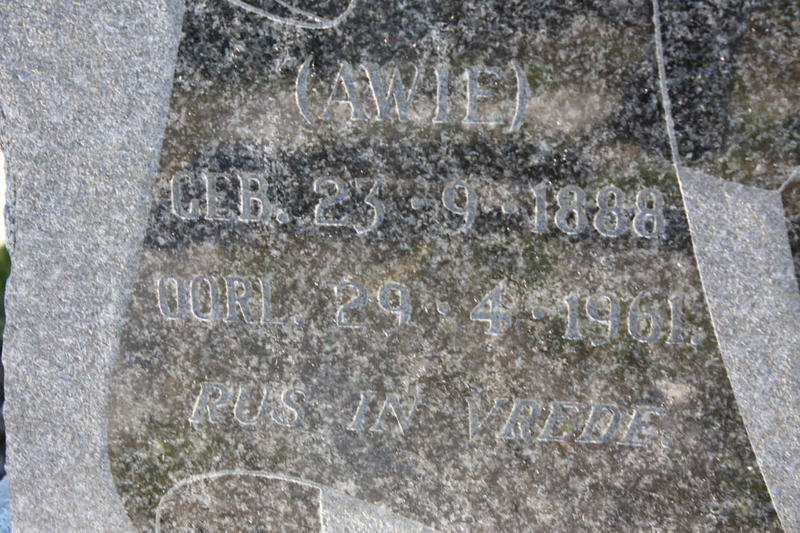 (AWIE)
GEB. 23·9·1888
OORL. 29·4·1961.
RUS IN VREDE.